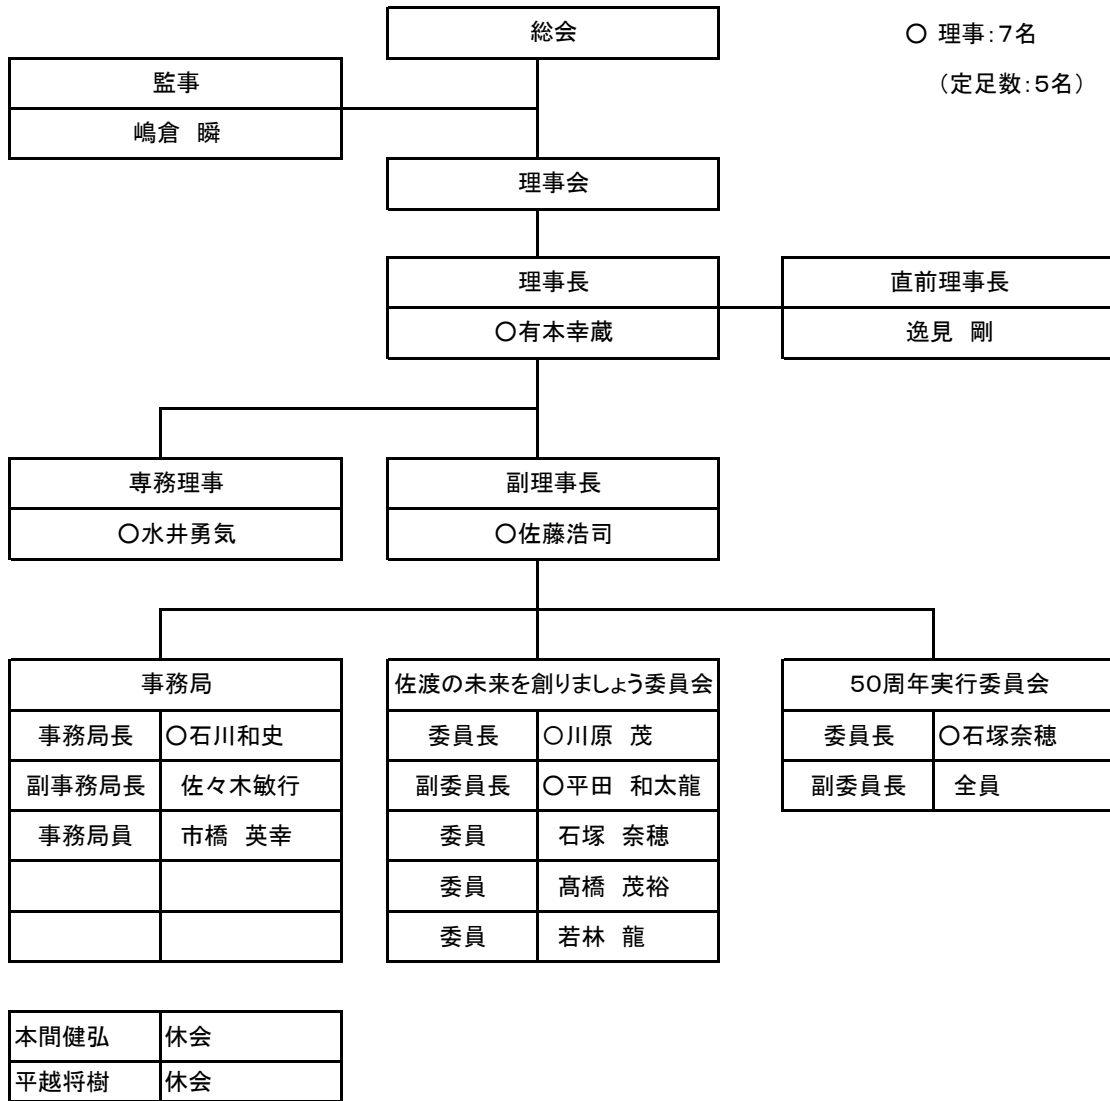 総会
〇 理事：7名
（定足数：5名）
監事
嶋倉　瞬
理事会
理事長
〇有本幸蔵
直前理事長
逸見　剛
専務理事
〇水井勇気
副理事長
〇佐藤浩司
事務局
事務局長 〇石川和史
副事務局長 佐々木敏行
事務局員 市橋 英幸
佐渡の未来を創りましょう委員会
委員長 〇川原 茂
副委員長 〇平田 和太龍
委員 石塚 奈穂
委員 髙橋 茂裕
委員 若林 龍
50周年実行委員会
委員長 〇石塚奈穂
副委員長 全員
本間健弘 休会
平越将樹 休会